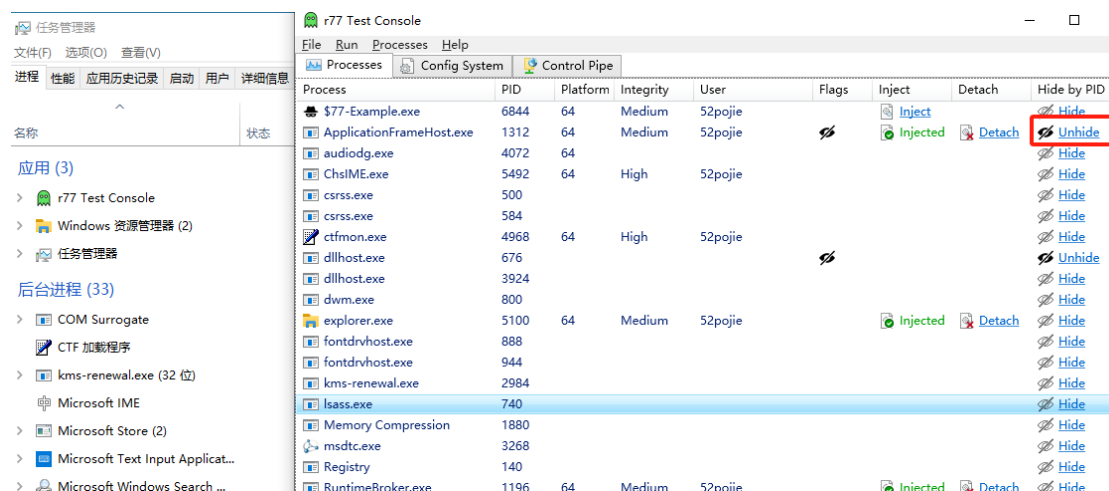 任务管理器
文件(F) 选项(O) 查看(V)
进程 性能 应用历史记录 启动 用户 详细信息
名称 状态
应用 (3)
r77 Test Console
Windows 资源管理器 (2)
任务管理器
后台进程 (33)
COM Surrogate
CTF 加载程序
kms-renewal.exe (32 位)
Microsoft IME
Microsoft Store (2)
Microsoft Text Input Applicat...
Microsoft Windows Search ...
r77 Test Console
File Run Processes Help
Processes Config System Control Pipe
Process PID Platform Integrity User Flags Inject Detach Hide by PID
$77-Example.exe 6844 64 Medium 52pojie Inject Hide
ApplicationFrameHost.exe 1312 64 Medium 52pojie Injected Detach Unhide
audiodg.exe 4072 64 Hide
ChsIME.exe 5492 64 High 52pojie Hide
csrss.exe 500 Hide
csrss.exe 584 Hide
ctfmon.exe 4968 64 High 52pojie Hide
dllhost.exe 676 Unhide
dllhost.exe 3924 Hide
dwm.exe 800 Hide
explorer.exe 5100 64 Medium 52pojie Injected Detach Hide
fontdrvhost.exe 888 Hide
fontdrvhost.exe 944 Hide
kms-renewal.exe 2984 Hide
lsass.exe 740 Hide
Memory Compression 1880 Hide
msdtc.exe 3268 Hide
Registry 140 Hide
RuntimeBroker.exe 1196 64 Medium 52pojie Injected Detach Hide